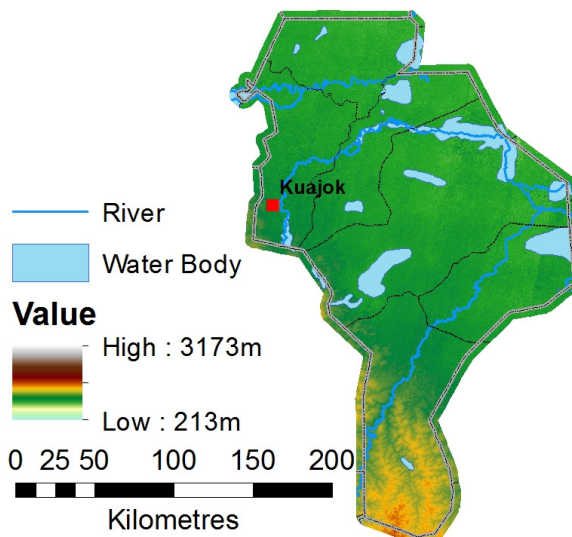 Kuajok
River
Water Body
Value
High : 3173m
Low : 213m
0 25 50 100 150 200
Kilometres